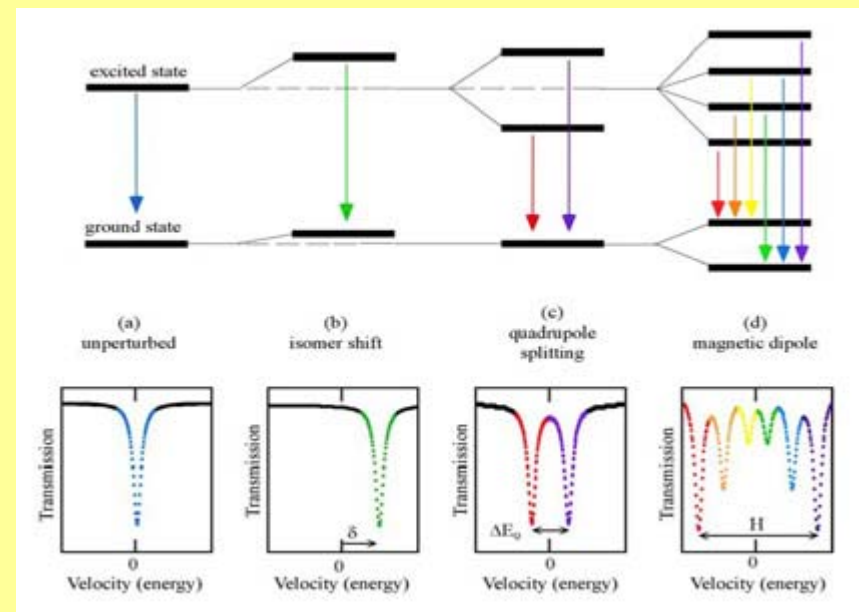 excited state
ground state
(a)
unperturbed
(b)
isomer shift
(c)
quadrupole
splitting
(d)
magnetic dipole
Transmission
0
Velocity (energy)
Transmission
δ
0
Velocity (energy)
Transmission
ΔE_Q
0
Velocity (energy)
Transmission
H
0
Velocity (energy)